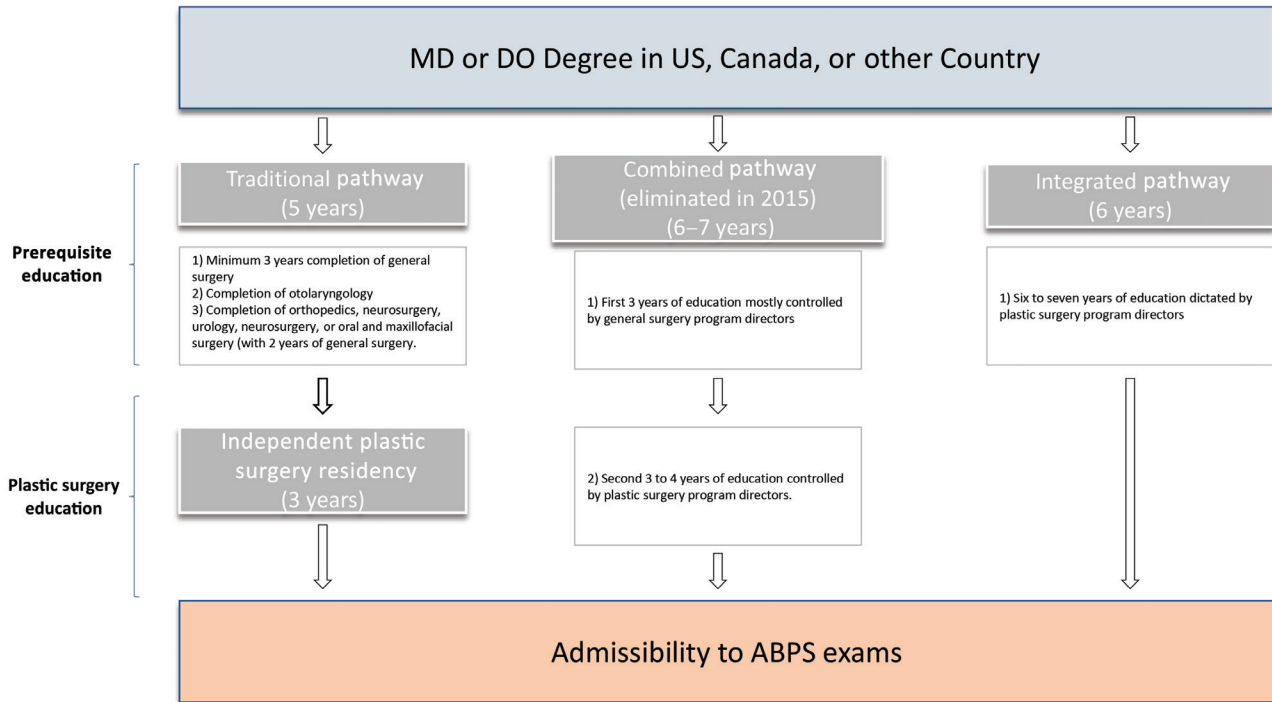 MD or DO Degree in US, Canada, or other Country
Traditional pathway
(5 years)
Combined pathway
(eliminated in 2015)
(6–7 years)
Integrated pathway
(6 years)
Prerequisite
education
1) Minimum 3 years completion of general
surgery
2) Completion of otolaryngology
3) Completion of orthopedics, neurosurgery,
urology, neurosurgery, or oral and maxillofacial
surgery (with 2 years of general surgery.
1) First 3 years of education mostly controlled
by general surgery program directors
1) Six to seven years of education dictated by
plastic surgery program directors
Plastic surgery
education
Independent plastic
surgery residency
(3 years)
2) Second 3 to 4 years of education controlled
by plastic surgery program directors.
Admissibility to ABPS exams